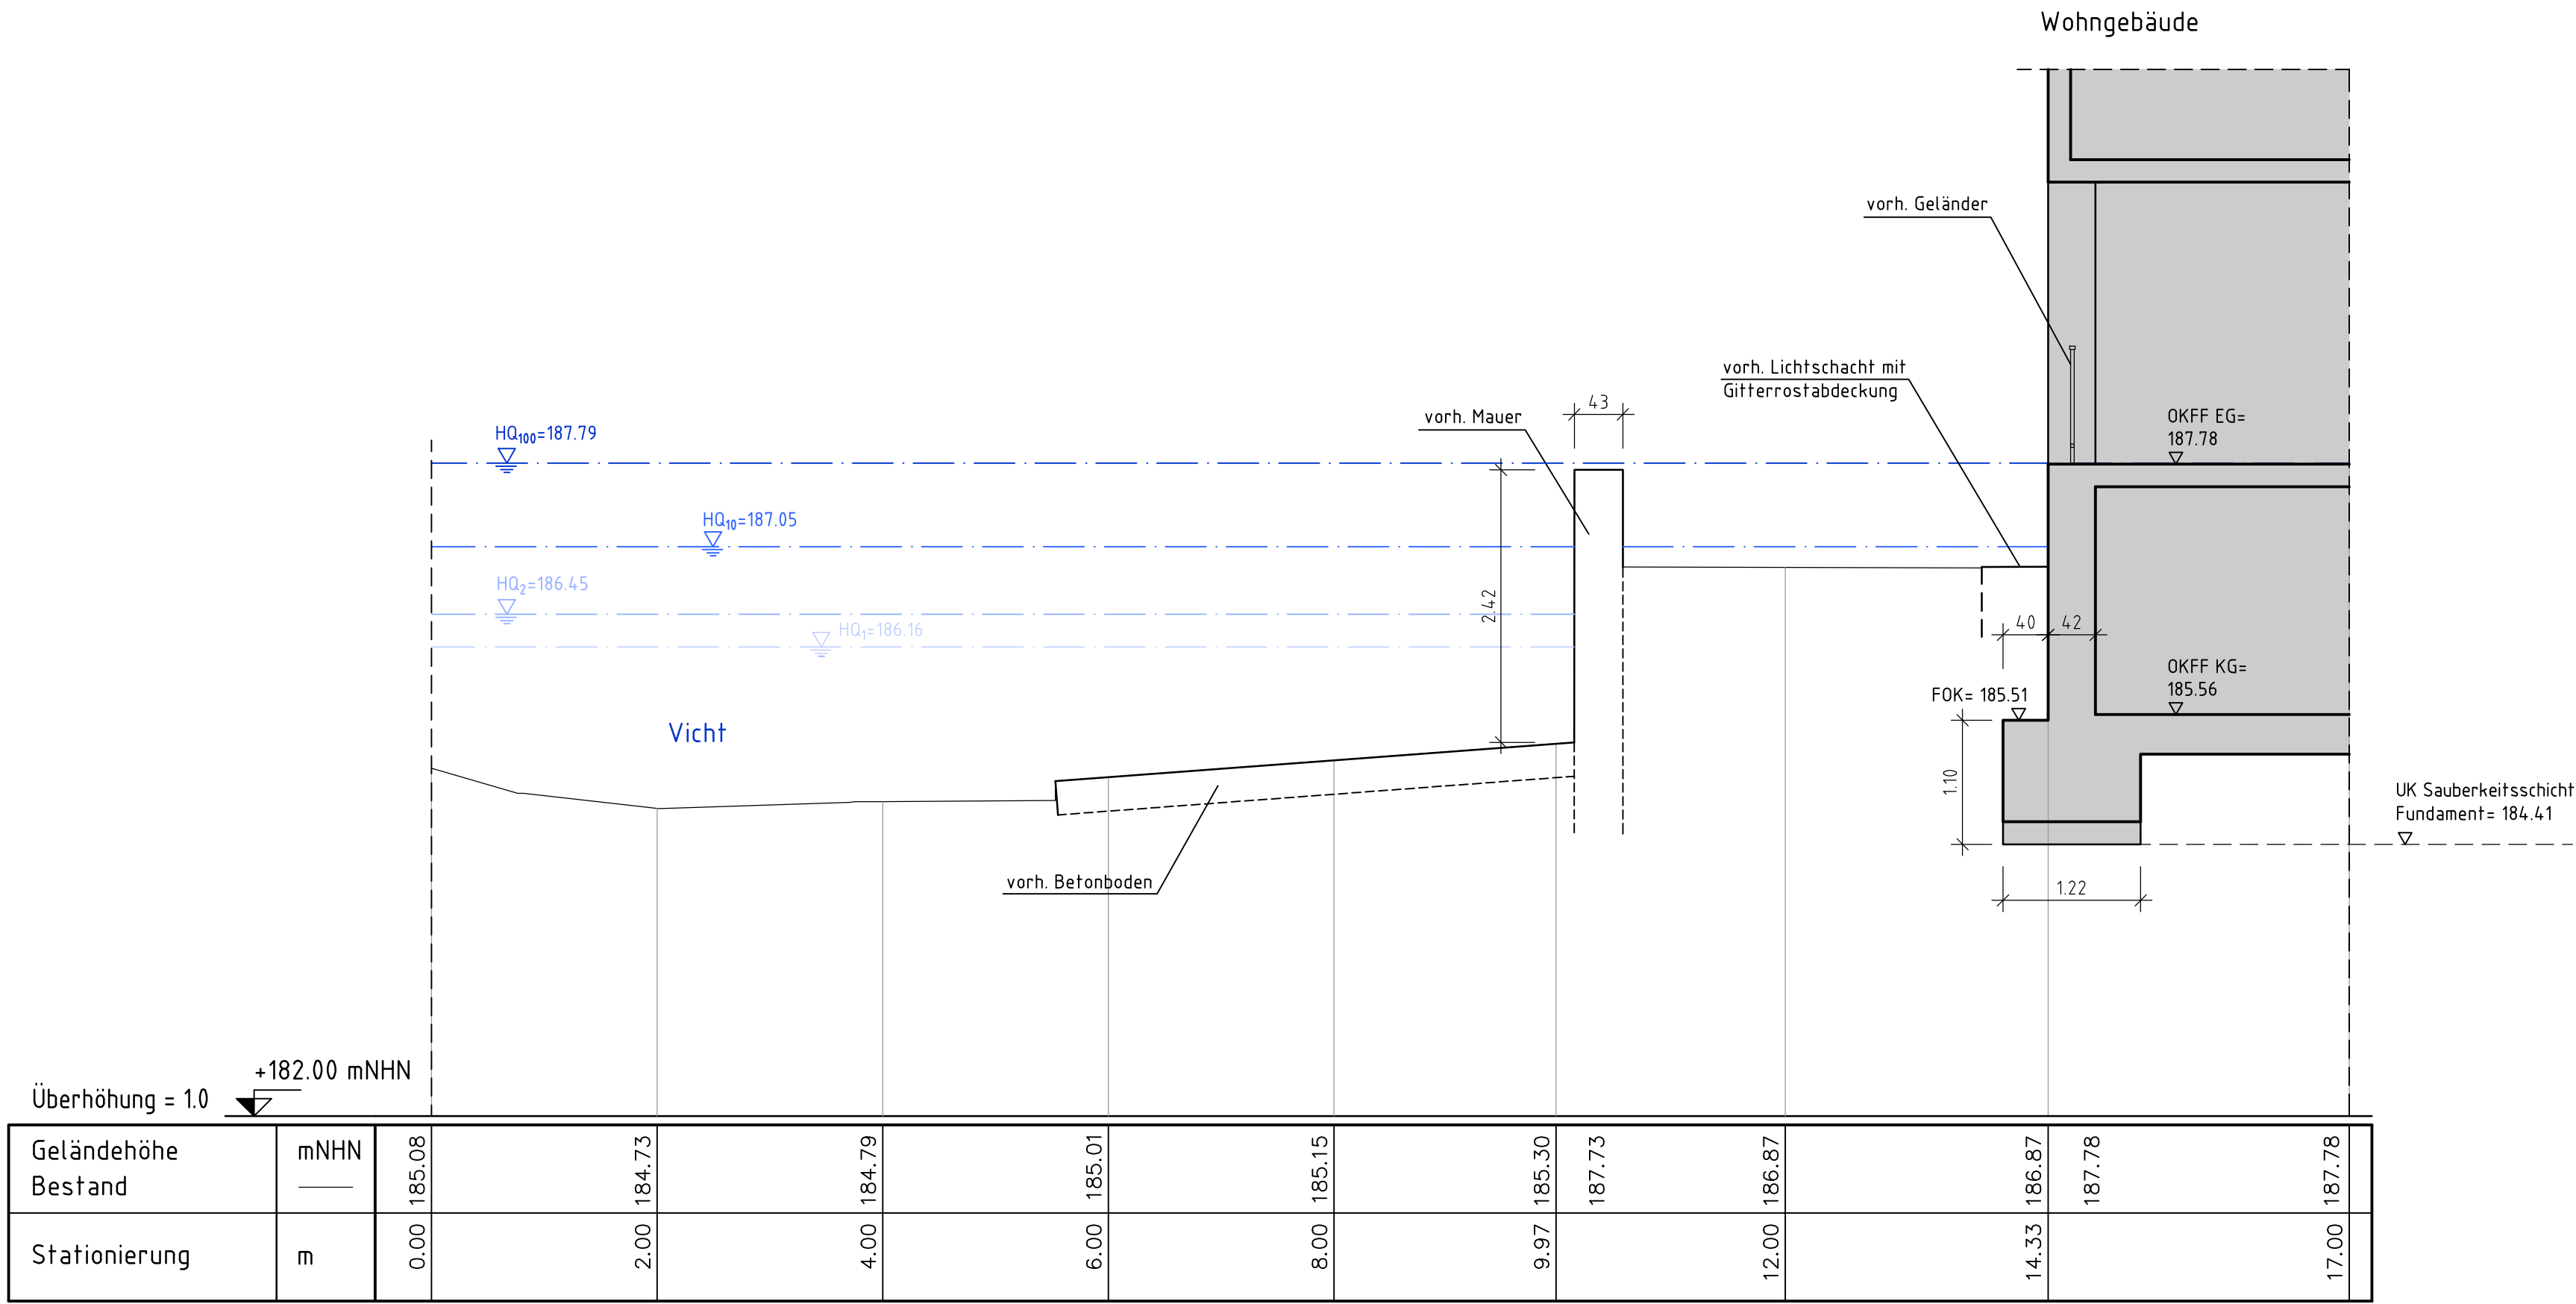 Wohngebäude
vorh. Geländer
vorh. Lichtschacht mit
Gitterrostabdeckung
43
vorh. Mauer
OKFF EG=
187.78
HQ100=187.79
HQ10=187.05
HQ2=186.45
HQ1=186.16
2.42
40
42
OKFF KG=
185.56
FOK= 185.51
Vicht
1.10
UK Sauberkeitsschicht
Fundament= 184.41
vorh. Betonboden
1.22
+182.00 mNHN
Überhöhung = 1.0
Geländehöhe
Bestand
mNHN
185.08
184.73
184.79
185.01
185.15
185.30
187.73
186.87
186.87
187.78
187.78
Stationierung
m
0.00
2.00
4.00
6.00
8.00
9.97
12.00
14.33
17.00